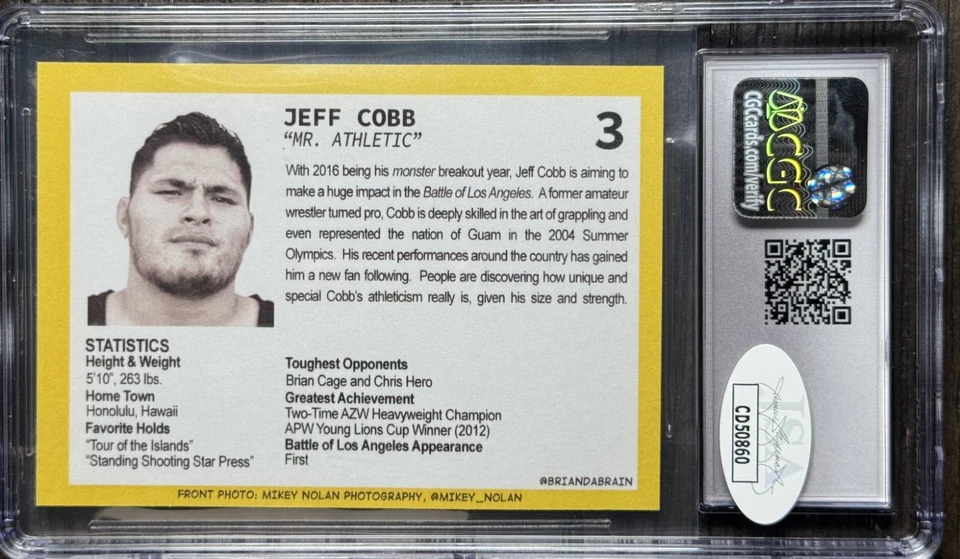 JEFF COBB
"MR. ATHLETIC"
3
With 2016 being his monster breakout year, Jeff Cobb is aiming to
make a huge impact in the Battle of Los Angeles. A former amateur
wrestler turned pro, Cobb is deeply skilled in the art of grappling and
even represented the nation of Guam in the 2004 Summer
Olympics. His recent performances around the country has gained
him a new fan following. People are discovering how unique and
special Cobb's athleticism really is, given his size and strength.
STATISTICS
Height & Weight
5'10", 263 lbs.
Home Town
Honolulu, Hawaii
Favorite Holds
"Tour of the Islands"
"Standing Shooting Star Press"
Toughest Opponents
Brian Cage and Chris Hero
Greatest Achievement
Two-Time AZW Heavyweight Champion
APW Young Lions Cup Winner (2012)
Battle of Los Angeles Appearance
First
@BRIANDABRAIN
FRONT PHOTO: MIKEY NOLAN PHOTOGRAPHY, @MIKEY_NOLAN
CGC
CGCcards.com/verify
JSA
CD50860